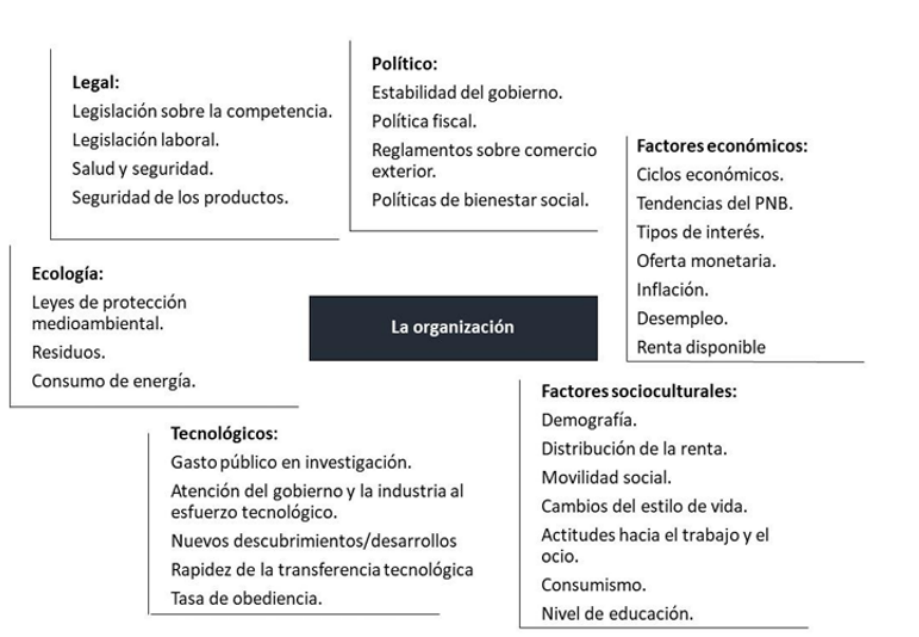 Legal:
Legislación sobre la competencia.
Legislación laboral.
Salud y seguridad.
Seguridad de los productos.
Político:
Estabilidad del gobierno.
Política fiscal.
Reglamentos sobre comercio
exterior.
Políticas de bienestar social.
Factores económicos:
Ciclos económicos.
Tendencias del PNB.
Tipos de interés.
Oferta monetaria.
Inflación.
Desempleo.
Renta disponible
Ecología:
Leyes de protección
medioambiental.
Residuos.
Consumo de energía.
La organización
Tecnológicos:
Gasto público en investigación.
Atención del gobierno y la industria al
esfuerzo tecnológico.
Nuevos descubrimientos/desarrollos
Rapidez de la transferencia tecnológica
Tasa de obediencia.
Factores socioculturales:
Demografía.
Distribución de la renta.
Movilidad social.
Cambios del estilo de vida.
Actitudes hacia el trabajo y el
ocio.
Consumismo.
Nivel de educación.